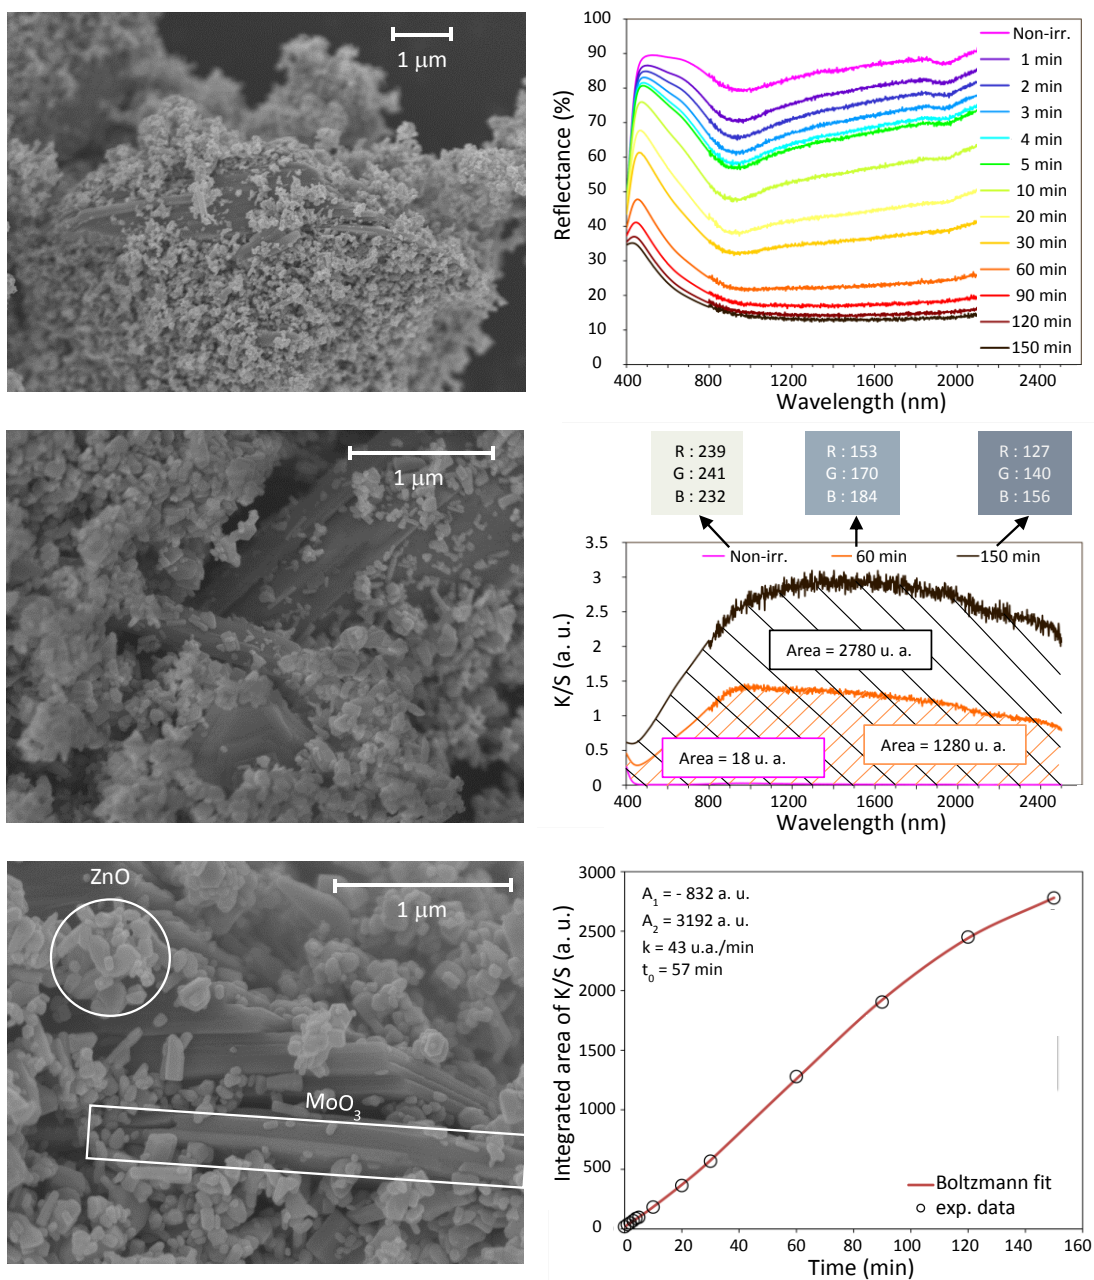 1 μm
1 μm
ZnO
1 μm
MoO3
Reflectance (%)
100
90
80
70
60
50
40
30
20
10
0
400 800 1200 1600 2000 2400
Wavelength (nm)
Non-irr.
1 min
2 min
3 min
4 min
5 min
10 min
20 min
30 min
60 min
90 min
120 min
150 min
R : 239
G : 241
B : 232
R : 153
G : 170
B : 184
R : 127
G : 140
B : 156
Non-irr. 60 min 150 min
K/S (a. u.)
3.5
3
2.5
2
1.5
1
0.5
0
Area = 2780 u. a.
Area = 1280 u. a.
Area = 18 u. a.
400 800 1200 1600 2000 2400
Wavelength (nm)
Integrated area of K/S (a. u.)
3000
2500
2000
1500
1000
500
0
A1 = - 832 a. u.
A2 = 3192 a. u.
k = 43 u.a./min
t0 = 57 min
Boltzmann fit
exp. data
0 20 40 60 80 100 120 140 160
Time (min)